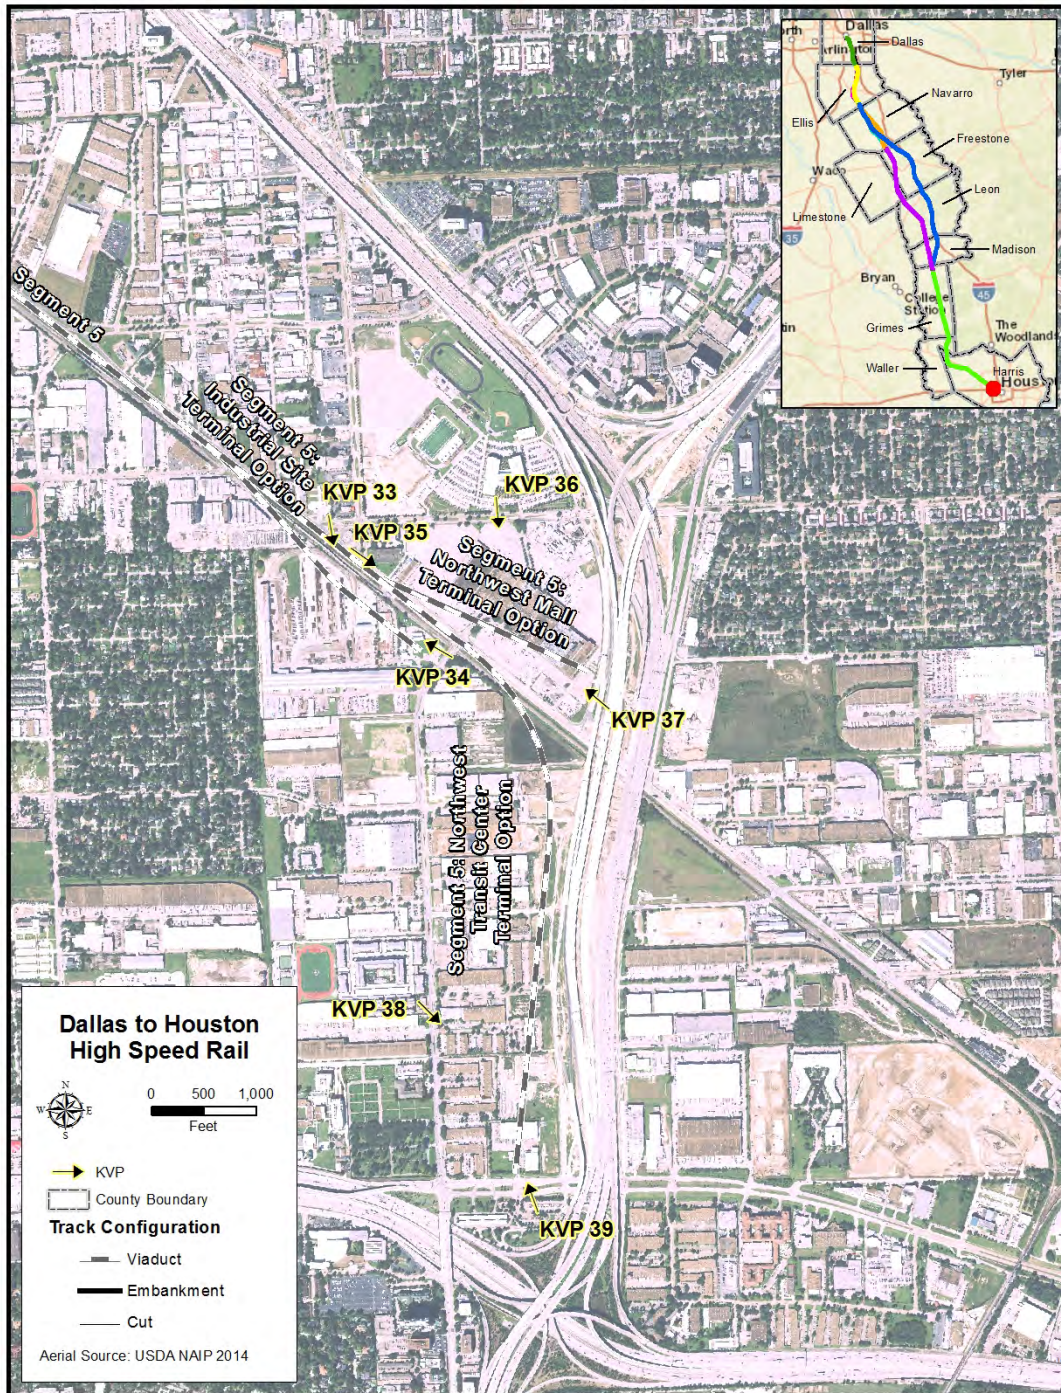 Dallas
Dallas
Arlington
Tyler
Navarro
Ellis
Freestone
Waco
Leon
Limestone
35
Madison
Bryan
College
Station
45
Grimes
The
Woodlands
Waller
Harris
Segment 5
Segment 5:
Industrial Site
Terminal Option
KVP 33
KVP 36
KVP 35
Segment 5:
Northwest Mall
Terminal Option
KVP 34
KVP 37
Segment 5: Northwest
Transit Center
Terminal Option
KVP 38
KVP 39
Dallas to Houston
High Speed Rail
N
W E
S
0 500 1,000
Feet
KVP
County Boundary
Track Configuration
Viaduct
Embankment
Cut
Aerial Source: USDA NAIP 2014